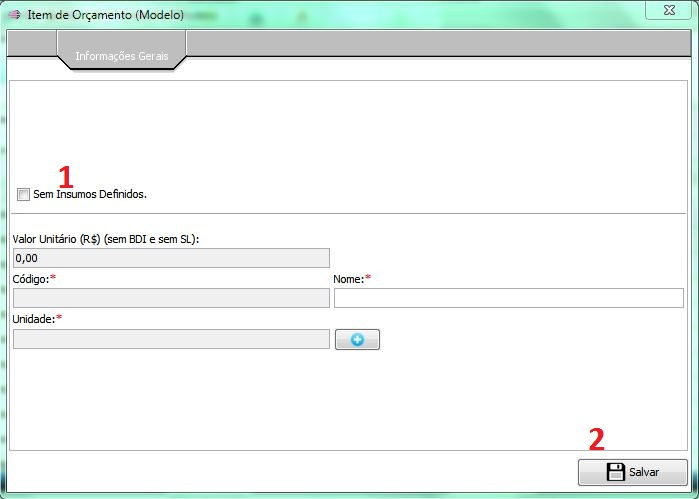 Item de Orçamento (Modelo)
Informações Gerais
1
Sem Insumos Definidos.
Valor Unitário (R$) (sem BDI e sem SL):
0,00
Código:* Nome:*
Unidade:*
2
Salvar